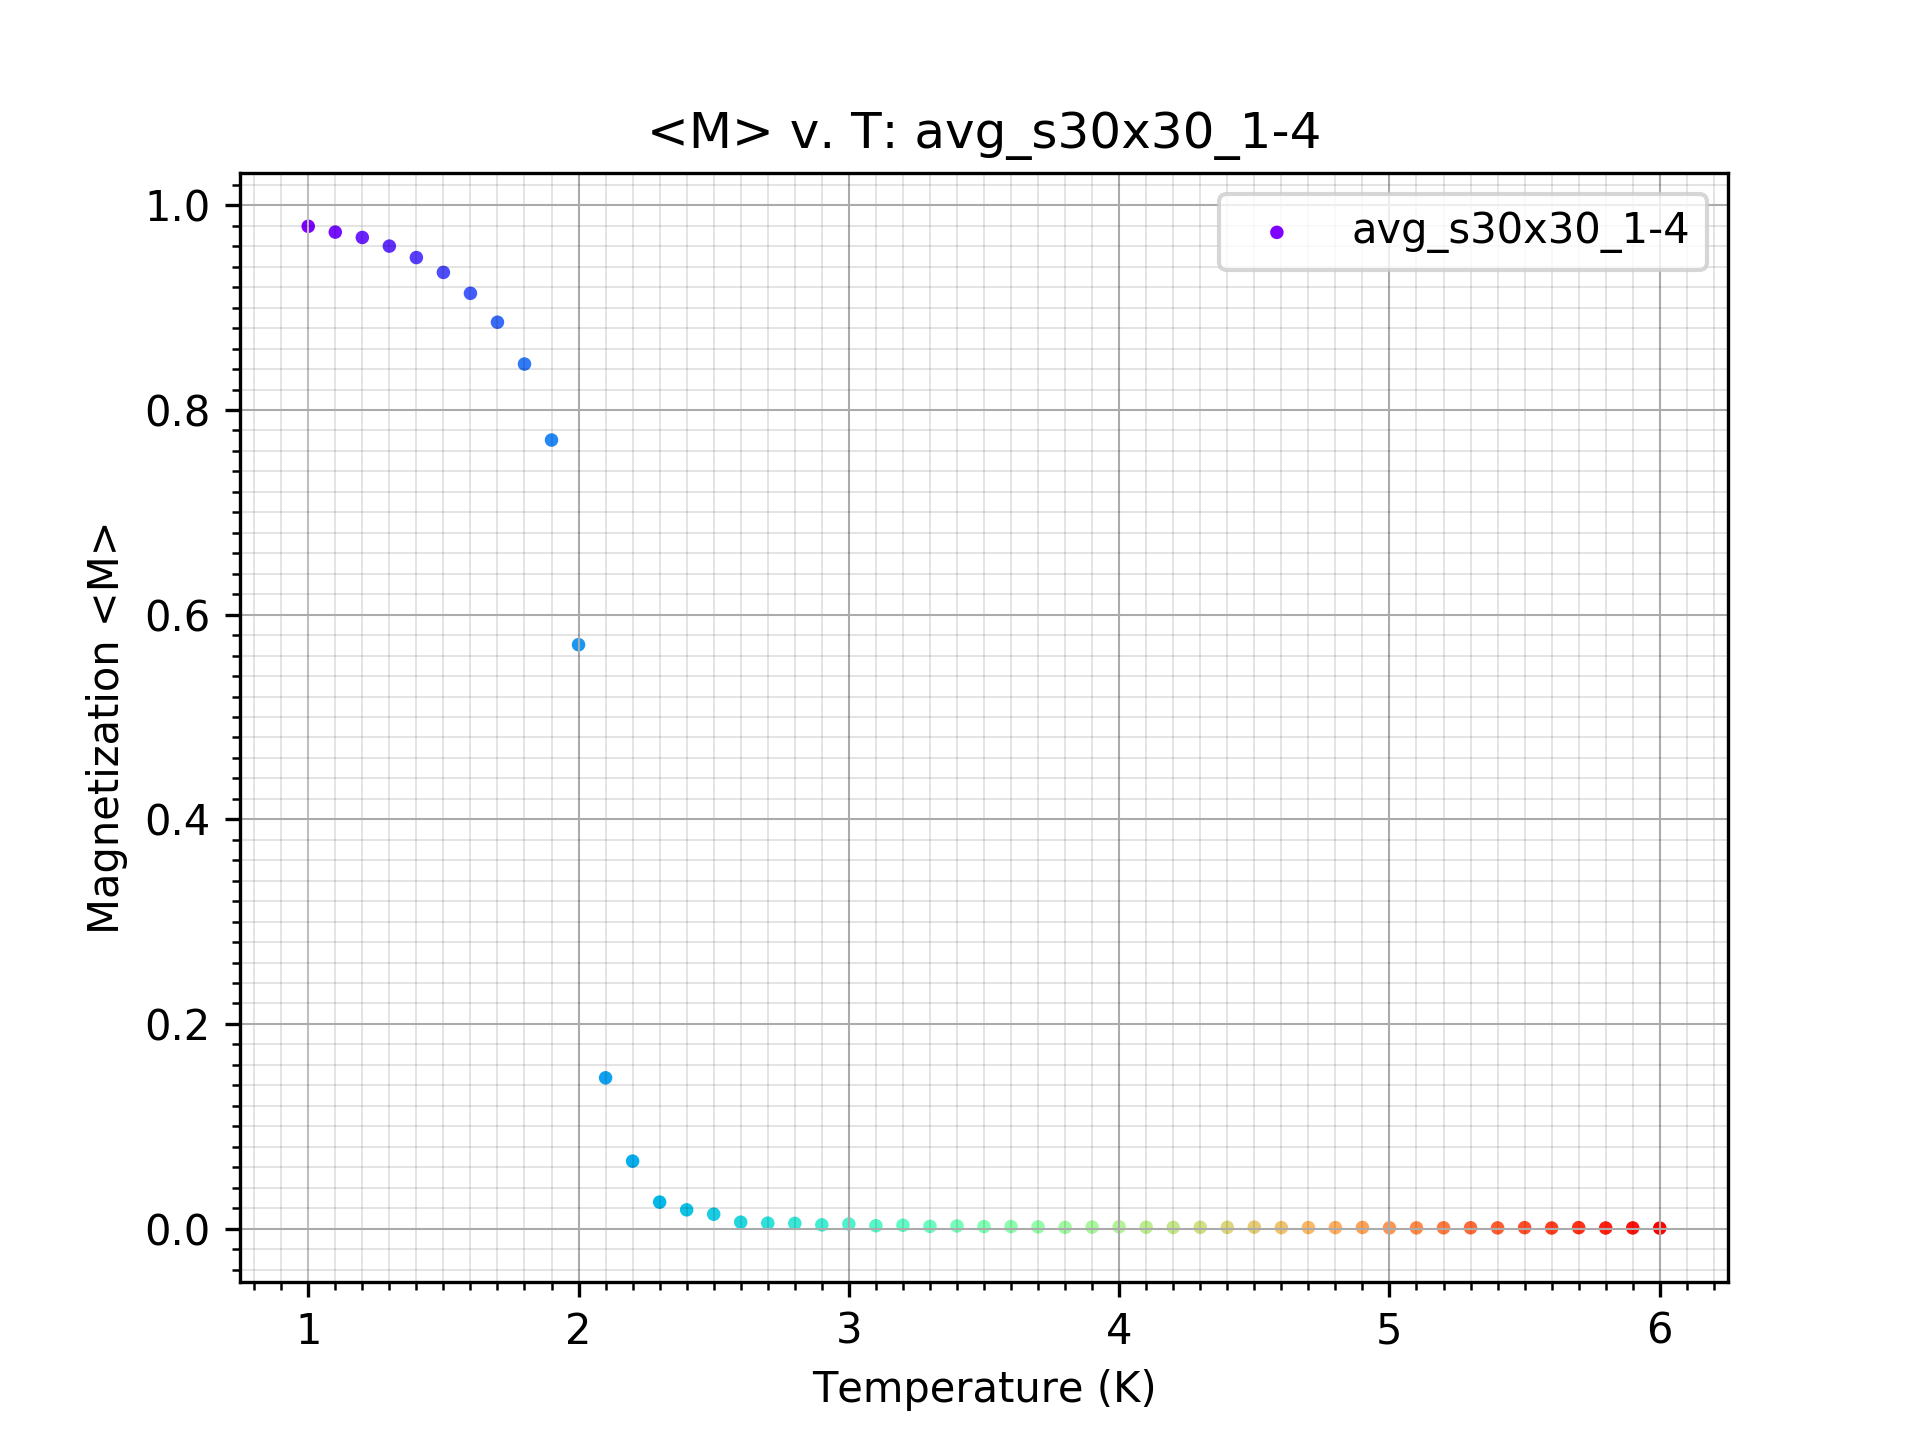 <M> v. T: avg_s30x30_1-4
avg_s30x30_1-4
1.0
0.8
0.6
0.4
0.2
0.0
Magnetization <M>
1 2 3 4 5 6
Temperature (K)